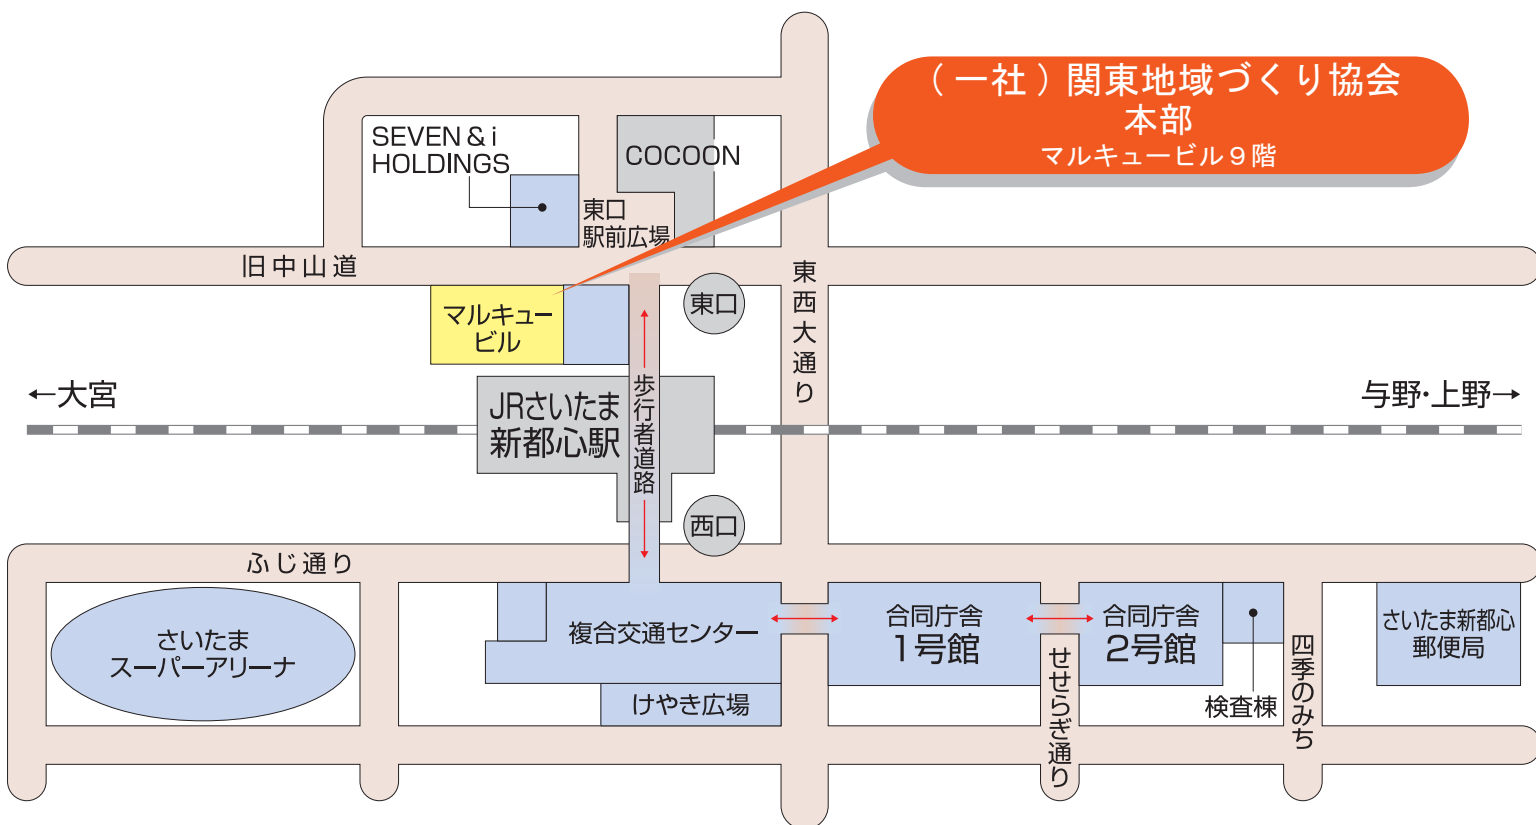 (一社)関東地域づくり協会
本部
マルキュービル9階
SEVEN & i
HOLDINGS
COCOON
東口
駅前広場
旧中山道
東西大通り
マルキュー
ビル
東口
←大宮
与野・上野→
JRさいたま
新都心駅
歩行者道路
西口
ふじ通り
さいたま
スーパーアリーナ
複合交通センター
けやき広場
合同庁舎
1号館
せせらぎ通り
合同庁舎
2号館
検査棟
四季のみち
さいたま新都心
郵便局